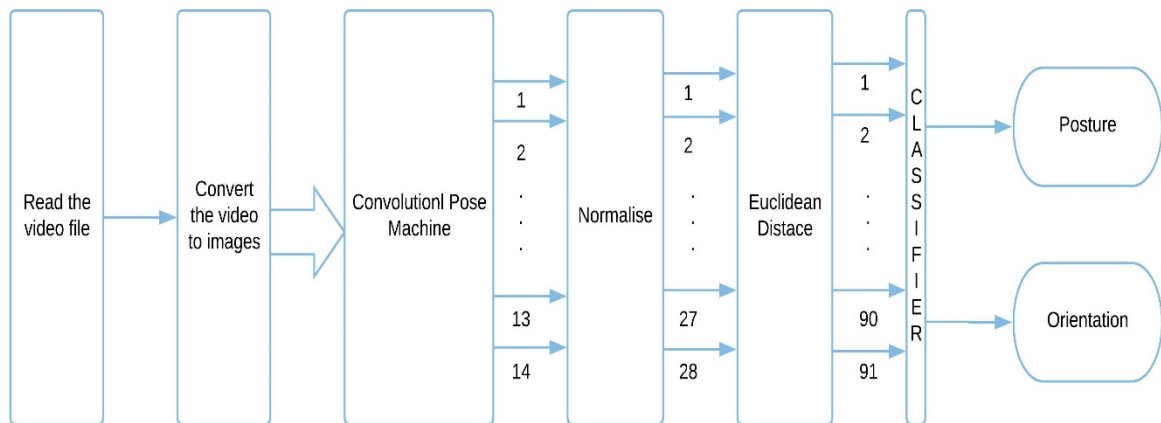 Read the
video file
Convert
the video
to images
Convolutionl Pose
Machine
1
2
.
.
.
13
14
Normalise
1
2
.
.
.
27
28
Euclidean
Distace
1
2
.
.
.
90
91
CLASSIFIER
Posture
Orientation